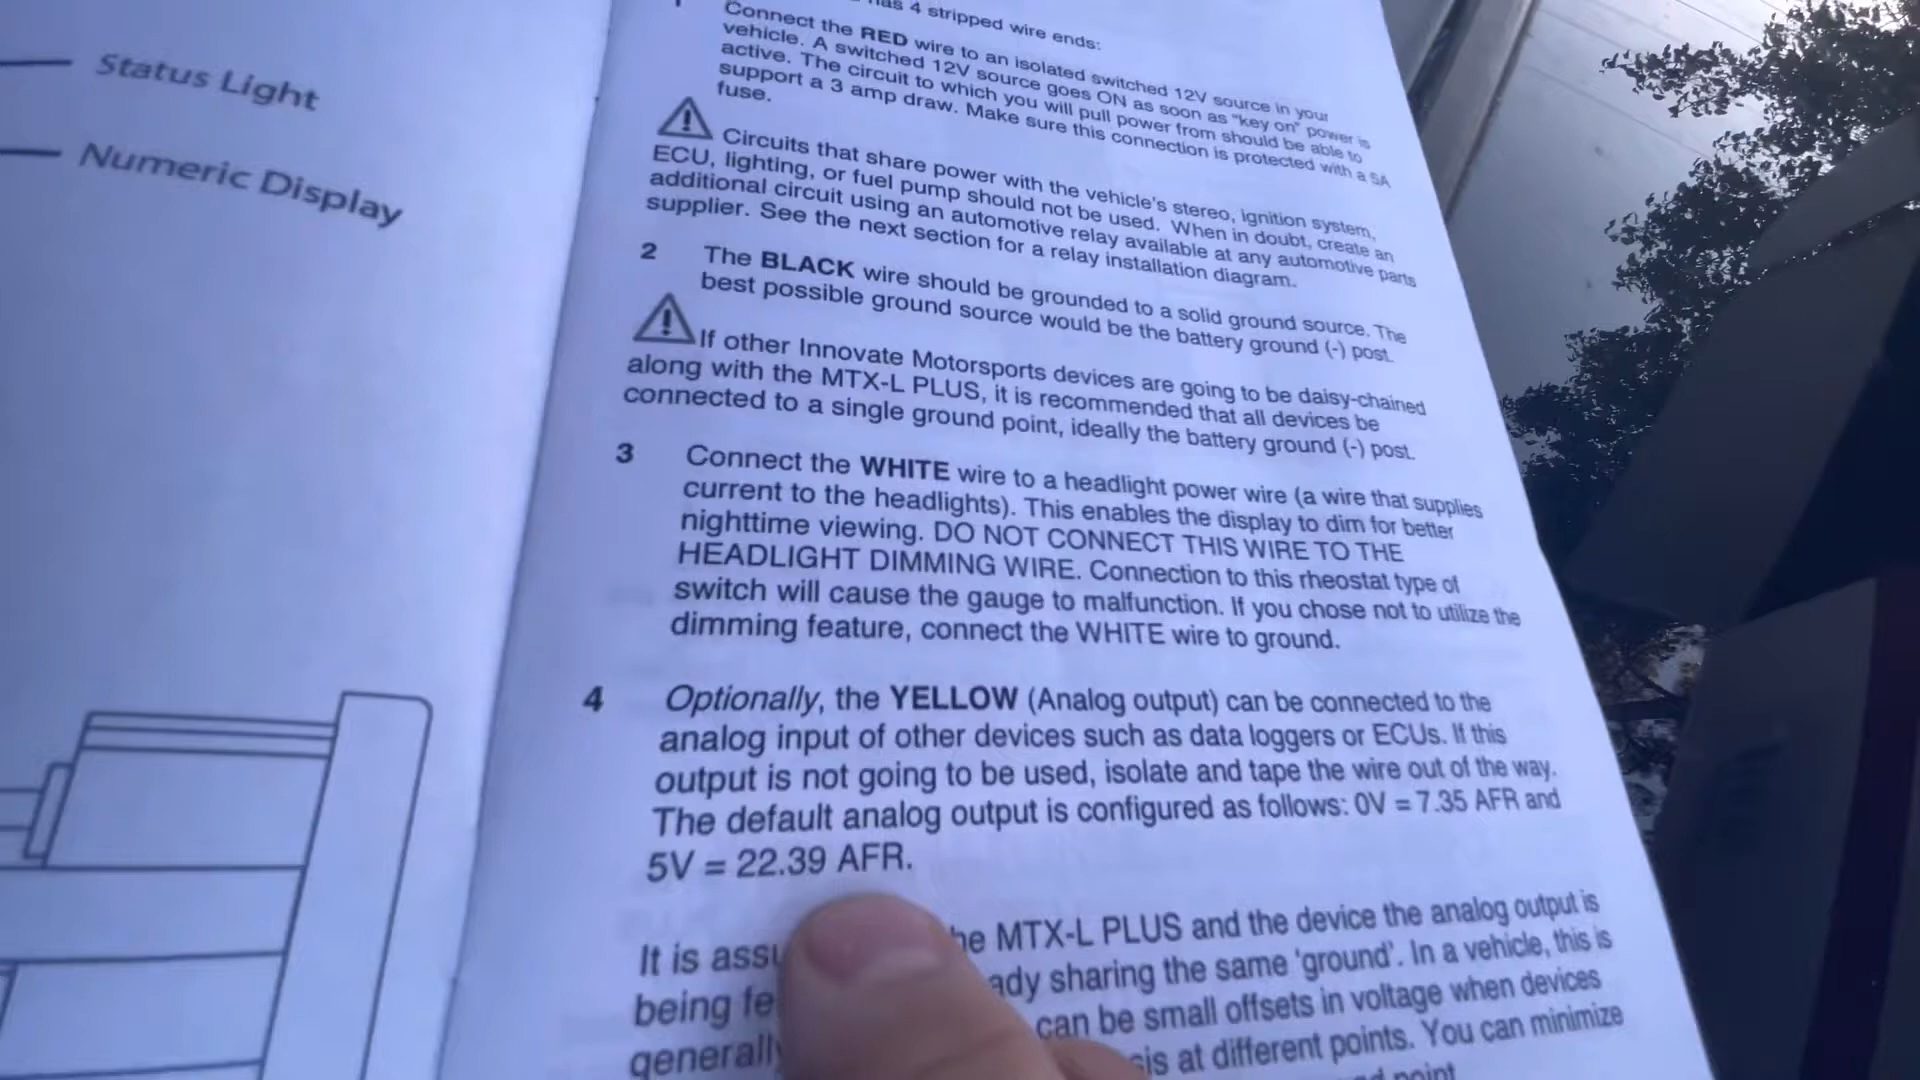 Status Light
Numeric Display
has 4 stripped wire ends:
1 Connect the RED wire to an isolated switched 12V source in your
vehicle. A switched 12V source goes ON as soon as "key on" power is
active. The circuit to which you will pull power from should be able to
support a 3 amp draw. Make sure this connection is protected with a 5A
fuse.
Circuits that share power with the vehicle's stereo, ignition system,
ECU, lighting, or fuel pump should not be used. When in doubt, create an
additional circuit using an automotive relay available at any automotive parts
supplier. See the next section for a relay installation diagram.
2 The BLACK wire should be grounded to a solid ground source. The
best possible ground source would be the battery ground (-) post.
If other Innovate Motorsports devices are going to be daisy-chained
along with the MTX-L PLUS, it is recommended that all devices be
connected to a single ground point, ideally the battery ground (-) post.
3 Connect the WHITE wire to a headlight power wire (a wire that supplies
current to the headlights). This enables the display to dim for better
nighttime viewing. DO NOT CONNECT THIS WIRE TO THE
HEADLIGHT DIMMING WIRE. Connection to this rheostat type of
switch will cause the gauge to malfunction. If you chose not to utilize the
dimming feature, connect the WHITE wire to ground.
4 Optionally, the YELLOW (Analog output) can be connected to the
analog input of other devices such as data loggers or ECUs. If this
output is not going to be used, isolate and tape the wire out of the way.
The default analog output is configured as follows: 0V = 7.35 AFR and
5V = 22.39 AFR.
It is MTX-L PLUS and the device the analog output is
being sharing the same 'ground'. In a vehicle, this is
can be small offsets in voltage when devices
at different points. You can minimize
point